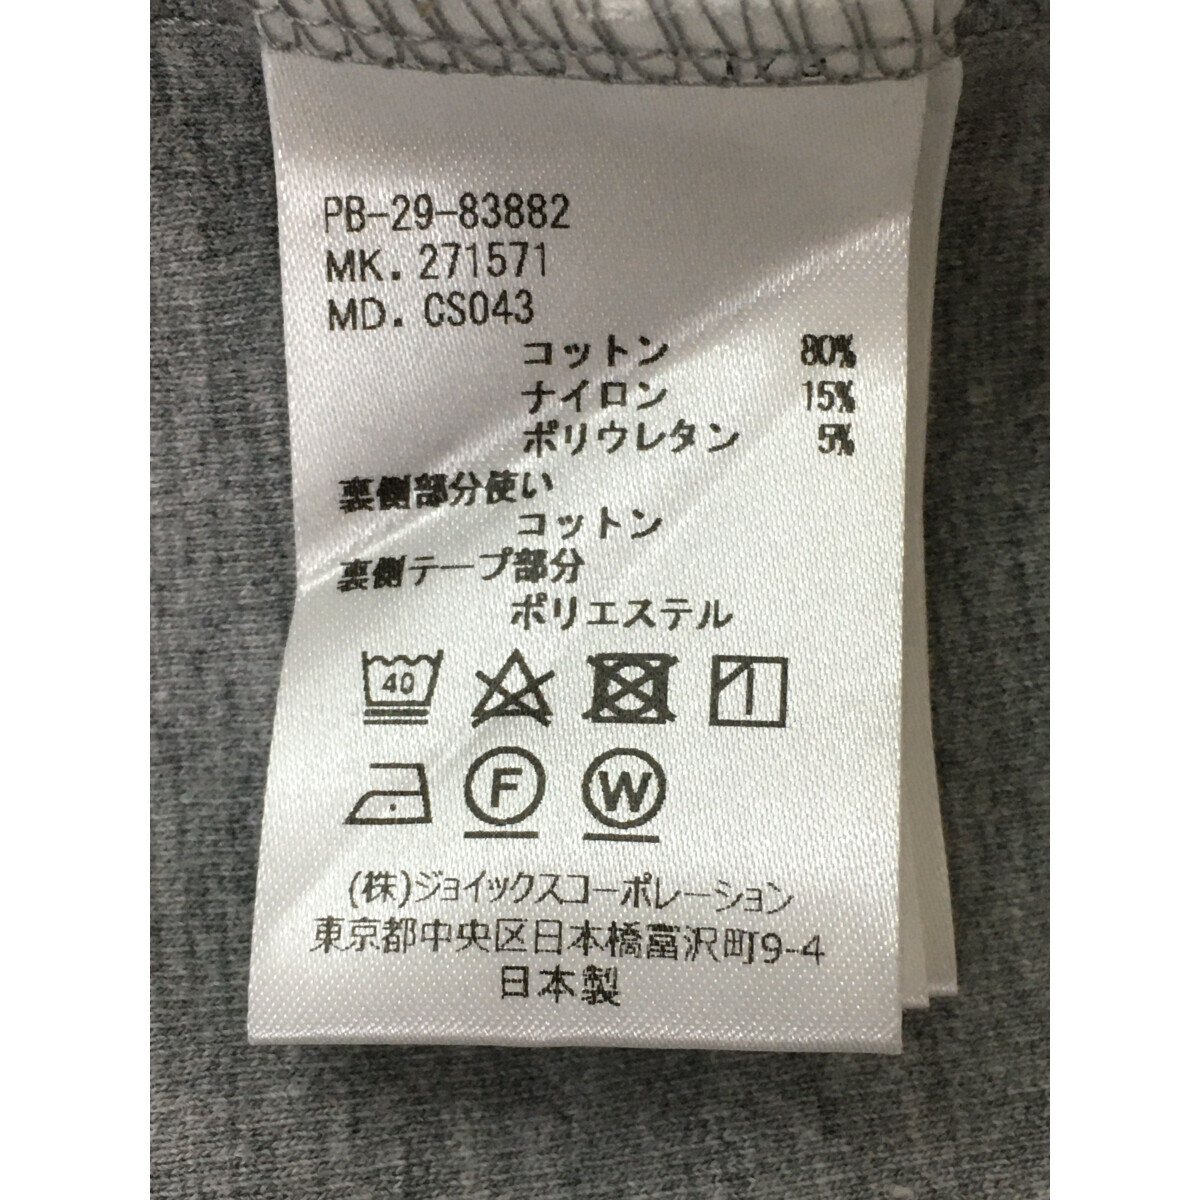 PB-29-83882
MK. 271571
MD. CS043
コットン 80%
ナイロン 15%
ポリウレタン 5%
裏側部分使い
コットン
裏側テープ部分
ポリエステル
40
F W
(株)ジョイックスコーポレーション
東京都中央区日本橋富沢町9-4
日本製